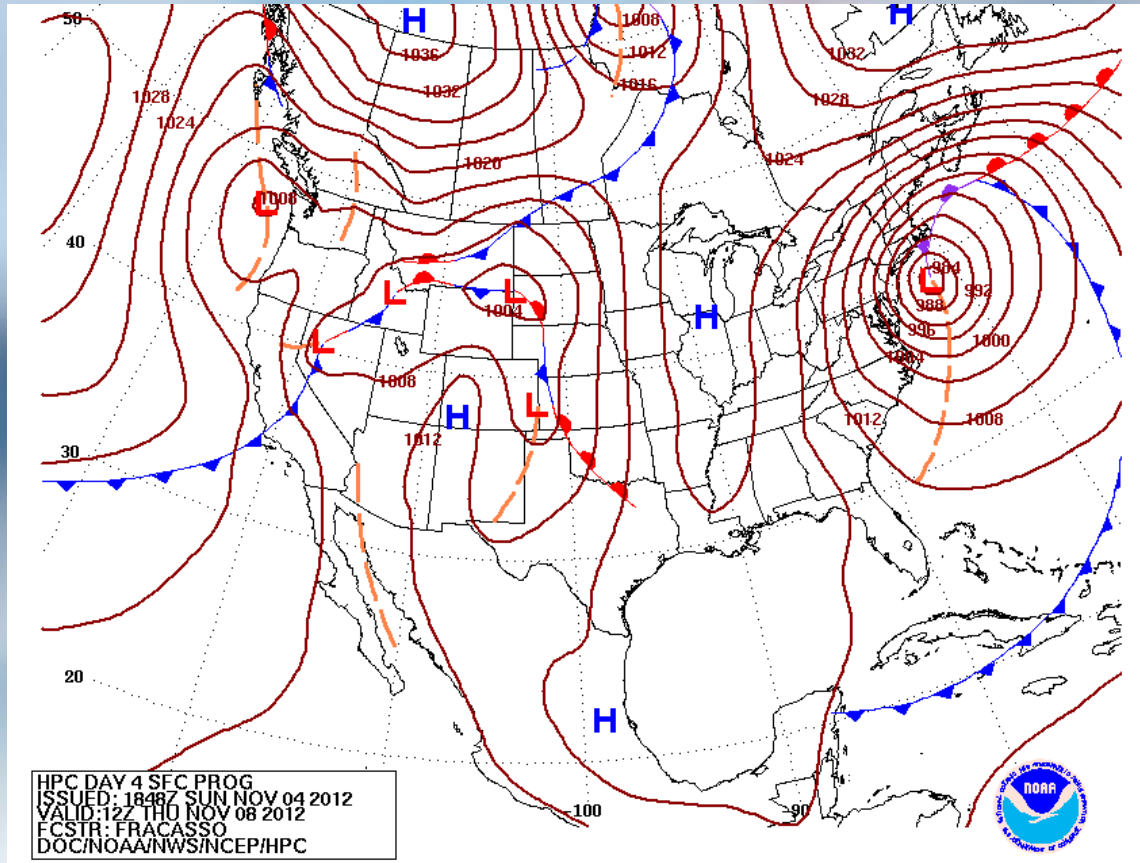 50
H
H
1008
1036
1012
1032
1016
1032
1028
1028
1024
1020
1024
L
1008
40
L
L
1004
L
984
992
988
996
1000
1004
H
L
1008
H
L
1012
1012
1008
30
20
H
-100
-90
HPC DAY 4 SFC PROG
ISSUED: 1848Z SUN NOV 04 2012
VALID:12Z THU NOV 08 2012
FCSTR: FRACASSO
DOC/NOAA/NWS/NCEP/HPC
NOAA